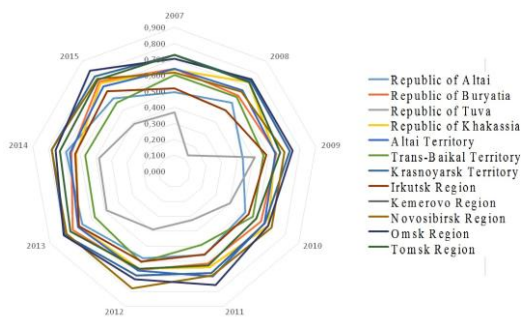 2007
0,900
0,800
0,700
0,600
0,500
0,400
0,300
0,200
0,100
0,000
2008
2009
2010
2011
2012
2013
2014
2015
Republic of Altai
Republic of Buryatia
Republic of Tuva
Republic of Khakassia
Altai Territory
Trans-Baikal Territory
Krasnoyarsk Territory
Irkutsk Region
Kemerovo Region
Novosibirsk Region
Omsk Region
Tomsk Region